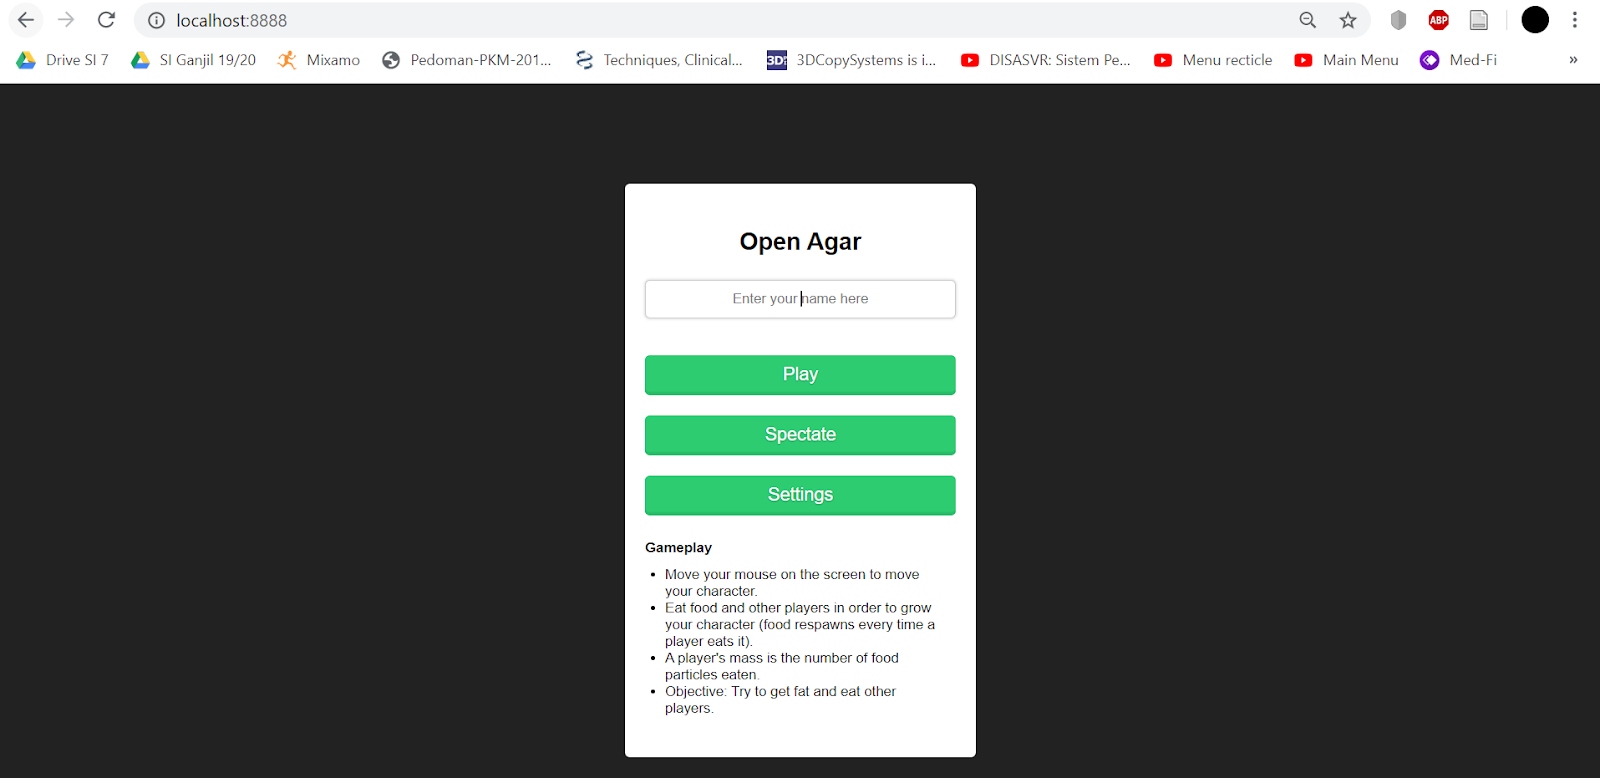 localhost:8888
ABP
Drive SI 7 SI Ganjil 19/20 Mixamo Pedoman-PKM-201... Techniques, Clinical... 3D 3DCopySystems is i... DISASVR: Sistem Pe... Menu recticle Main Menu Med-Fi »
Open Agar
Enter your name here
Play
Spectate
Settings
Gameplay
• Move your mouse on the screen to move
your character.
• Eat food and other players in order to grow
your character (food respawns every time a
player eats it).
• A player's mass is the number of food
particles eaten.
• Objective: Try to get fat and eat other
players.